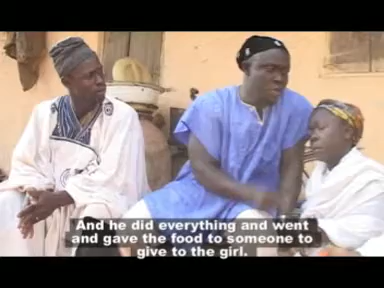 And he did everything and went
and gave the food to someone to
give to the girl.